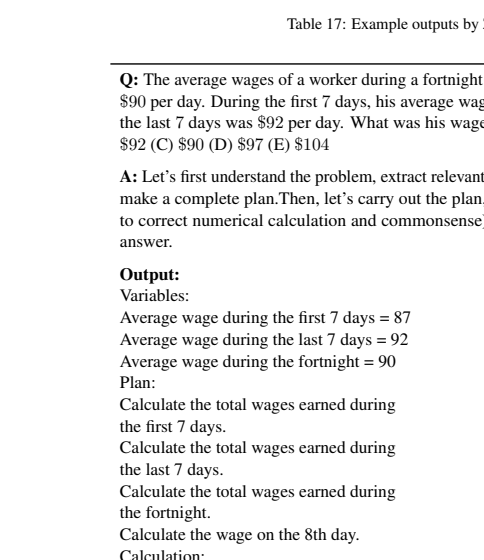 Table 17: Example outputs by
Q: The average wages of a worker during a fortnight
$90 per day. During the first 7 days, his average wag
the last 7 days was $92 per day. What was his wage
$92 (C) $90 (D) $97 (E) $104
A: Let's first understand the problem, extract relevant
make a complete plan.Then, let's carry out the plan,
to correct numerical calculation and commonsense)
answer.
Output:
Variables:
Average wage during the first 7 days = 87
Average wage during the last 7 days = 92
Average wage during the fortnight = 90
Plan:
Calculate the total wages earned during
the first 7 days.
Calculate the total wages earned during
the last 7 days.
Calculate the total wages earned during
the fortnight.
Calculate the wage on the 8th day.
Calculation: